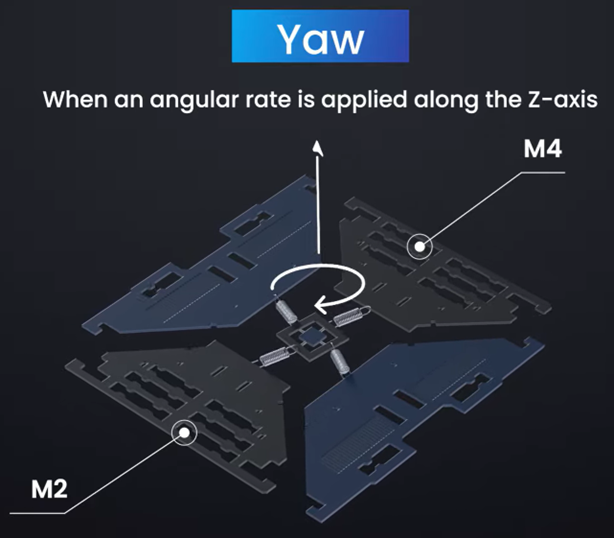 Yaw
When an angular rate is applied along the Z-axis
M4
M2